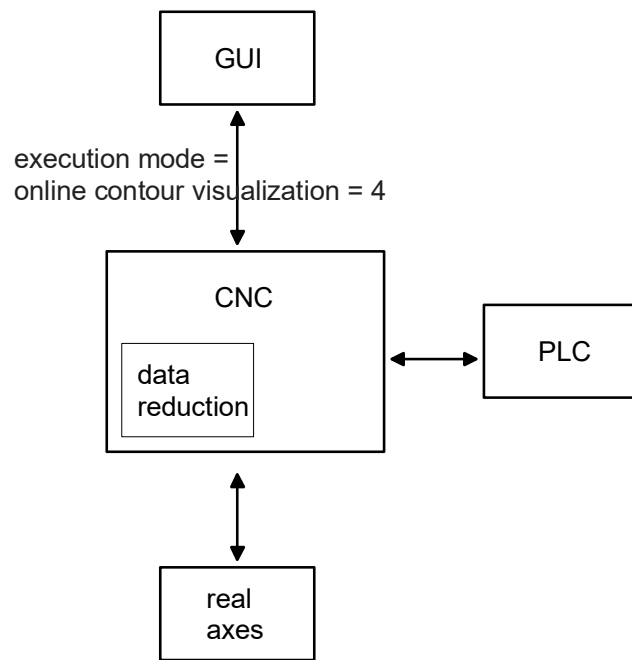 GUI
execution mode =
online contour visualization = 4
CNC
data
reduction
PLC
real
axes